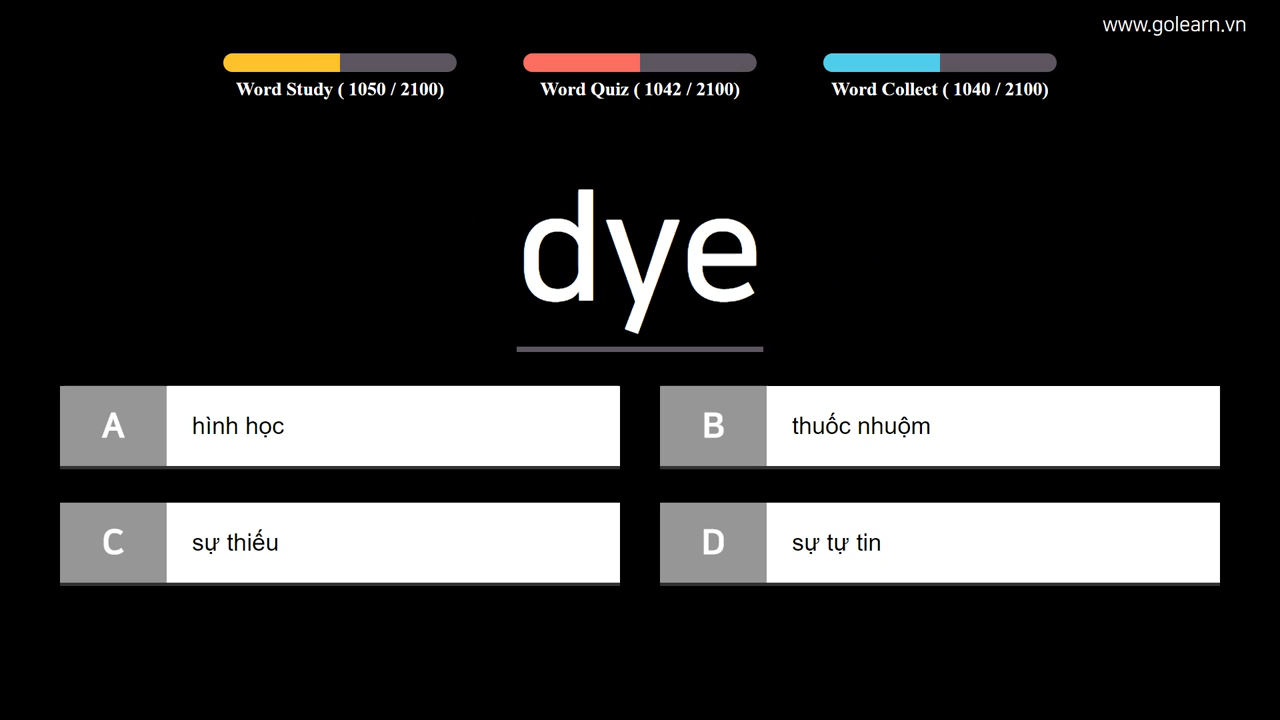 www.golearn.vn
Word Study ( 1050 / 2100)
Word Quiz ( 1042 / 2100)
Word Collect ( 1040 / 2100)
dye
A hình học
B thuốc nhuộm
C sự thiếu
D sự tự tin